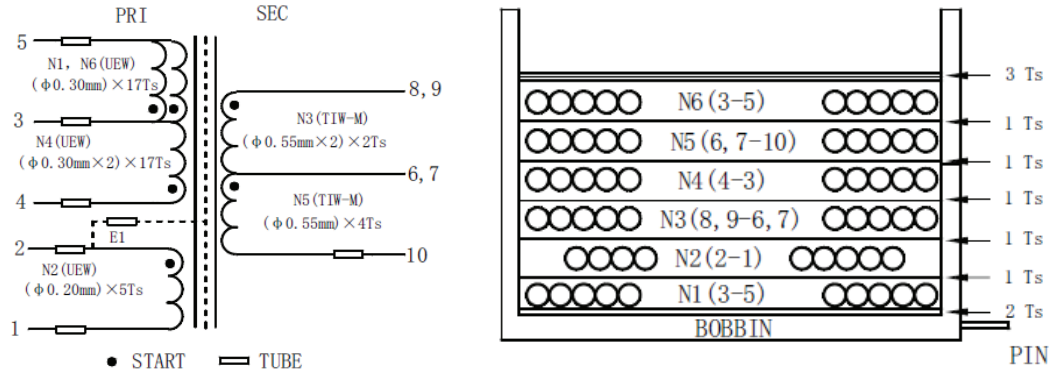 PRI
SEC
5
N1, N6(UEW)
(φ0.30mm)×17Ts
3
N4(UEW)
(φ0.30mm×2)×17Ts
4
E1
2
N2(UEW)
(φ0.20mm)×5Ts
1
8,9
N3(TIW-M)
(φ0.55mm×2)×2Ts
6,7
N5(TIW-M)
(φ0.55mm)×4Ts
10
● START
TUBE
3 Ts
N6(3-5)
1 Ts
N5(6,7-10)
1 Ts
N4(4-3)
1 Ts
N3(8,9-6,7)
1 Ts
N2(2-1)
1 Ts
N1(3-5)
2 Ts
BOBBIN
PIN